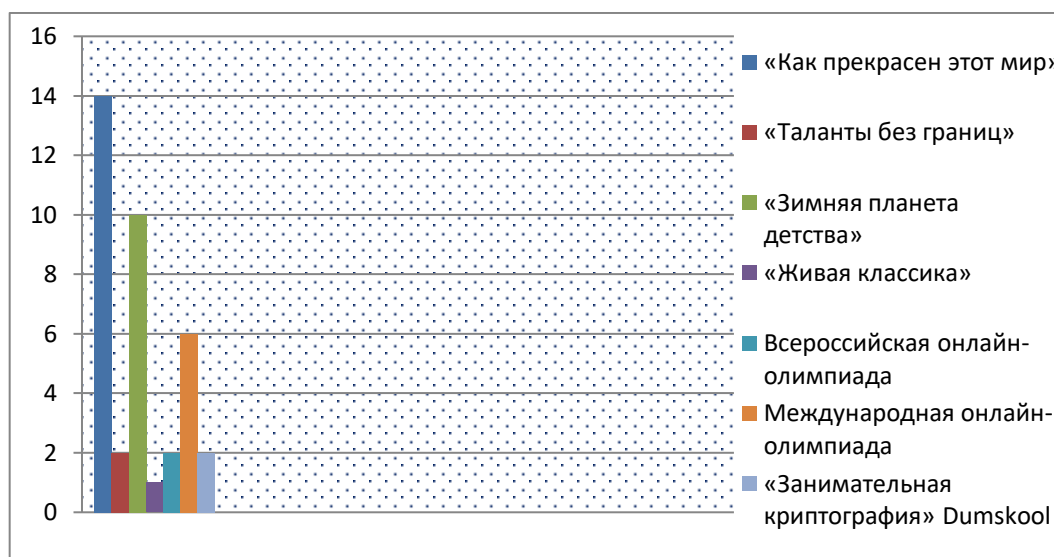 16
14
12
10
8
6
4
2
0
«Как прекрасен этот мир»
«Таланты без границ»
«Зимняя планета
детства»
«Живая классика»
Всероссийская онлайн-
олимпиада
Международная онлайн-
олимпиада
«Занимательная
криптография» Dumskool